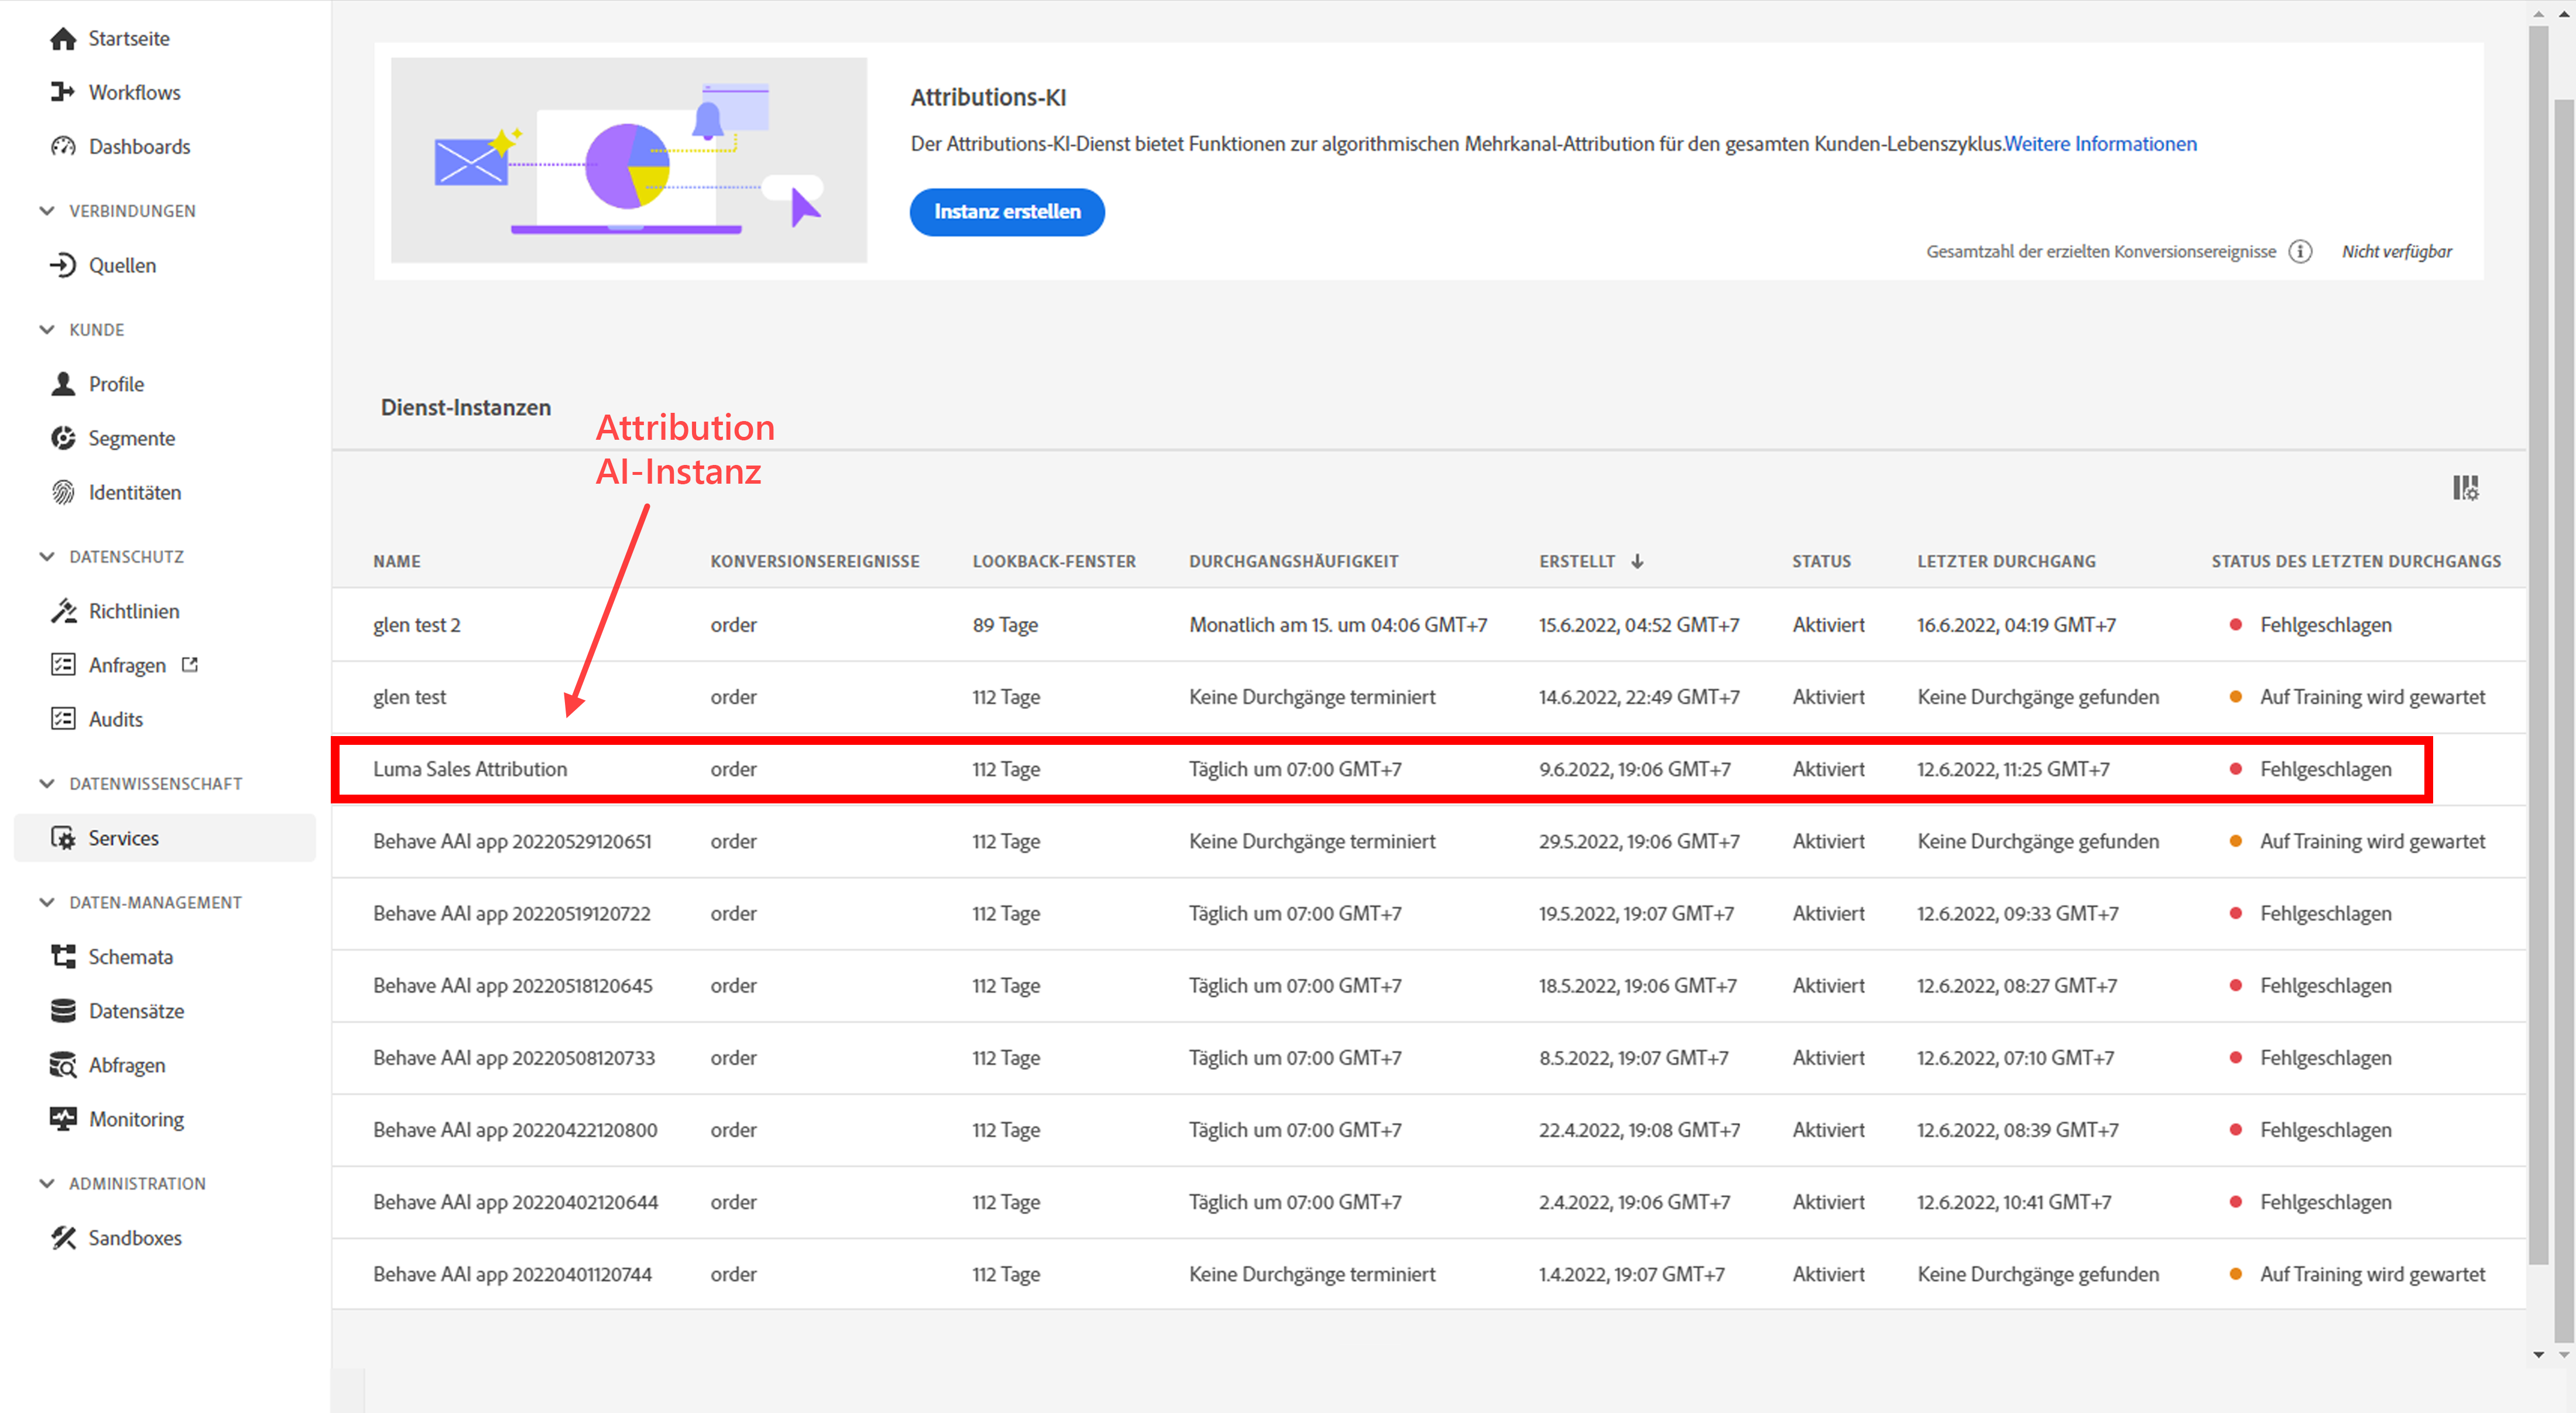 Startseite
Workflows
Dashboards
VERBINDUNGEN
Quellen
KUNDE
Profile
Segmente
Identitäten
DATENSCHUTZ
Richtlinien
Anfragen
Audits
DATENWISSENSCHAFT
Services
DATEN-MANAGEMENT
Schemata
Datensätze
Abfragen
Monitoring
ADMINISTRATION
Sandboxes
Attributions-KI
Der Attributions-KI-Dienst bietet Funktionen zur algorithmischen Mehrkanal-Attribution für den gesamten Kunden-Lebenszyklus.Weitere Informationen
Instanz erstellen
Gesamtzahl der erzielten Konversionsereignisse Nicht verfügbar
Dienst-Instanzen
Attribution
AI-Instanz
NAME KONVERSIONSEREIGNISSE LOOKBACK-FENSTER DURCHGANGSHÄUFIGKEIT ERSTELLT STATUS LETZTER DURCHGANG STATUS DES LETZTEN DURCHGANGS
glen test 2 order 89 Tage Monatlich am 15. um 04:06 GMT+7 15.6.2022, 04:52 GMT+7 Aktiviert 16.6.2022, 04:19 GMT+7 Fehlgeschlagen
glen test order 112 Tage Keine Durchgänge terminiert 14.6.2022, 22:49 GMT+7 Aktiviert Keine Durchgänge gefunden Auf Training wird gewartet
Luma Sales Attribution order 112 Tage Täglich um 07:00 GMT+7 9.6.2022, 19:06 GMT+7 Aktiviert 12.6.2022, 11:25 GMT+7 Fehlgeschlagen
Behave AAI app 20220529120651 order 112 Tage Keine Durchgänge terminiert 29.5.2022, 19:06 GMT+7 Aktiviert Keine Durchgänge gefunden Auf Training wird gewartet
Behave AAI app 20220519120722 order 112 Tage Täglich um 07:00 GMT+7 19.5.2022, 19:07 GMT+7 Aktiviert 12.6.2022, 09:33 GMT+7 Fehlgeschlagen
Behave AAI app 20220518120645 order 112 Tage Täglich um 07:00 GMT+7 18.5.2022, 19:06 GMT+7 Aktiviert 12.6.2022, 08:27 GMT+7 Fehlgeschlagen
Behave AAI app 20220508120733 order 112 Tage Täglich um 07:00 GMT+7 8.5.2022, 19:07 GMT+7 Aktiviert 12.6.2022, 07:10 GMT+7 Fehlgeschlagen
Behave AAI app 20220422120800 order 112 Tage Täglich um 07:00 GMT+7 22.4.2022, 19:08 GMT+7 Aktiviert 12.6.2022, 08:39 GMT+7 Fehlgeschlagen
Behave AAI app 20220402120644 order 112 Tage Täglich um 07:00 GMT+7 2.4.2022, 19:06 GMT+7 Aktiviert 12.6.2022, 10:41 GMT+7 Fehlgeschlagen
Behave AAI app 20220401120744 order 112 Tage Keine Durchgänge terminiert 1.4.2022, 19:07 GMT+7 Aktiviert Keine Durchgänge gefunden Auf Training wird gewartet